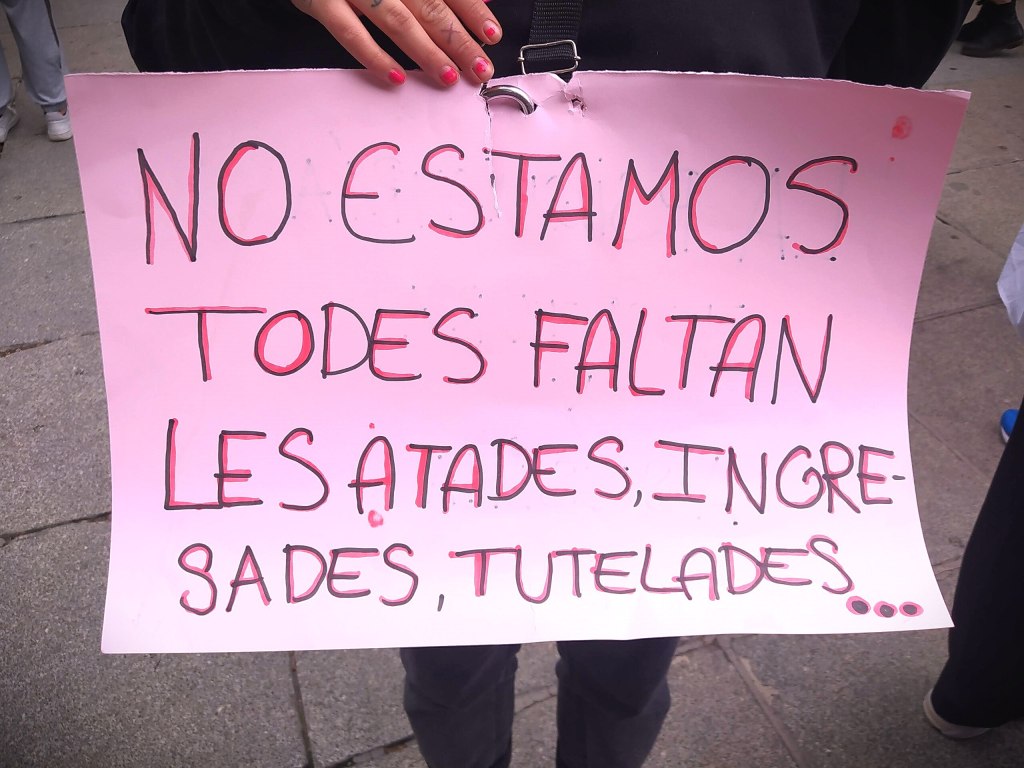 NO ESTAMOS
TODES FALTAN
LES ATADES, INGRE-
SADES, TUTELADES...